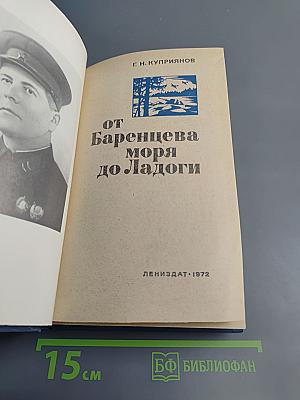 Г. Н. КУПРИЯНОВ
от
Баренцева
моря
до Ладоги
ЛЕНИЗДАТ • 1972
15 см
БФ БИБЛИОФАН